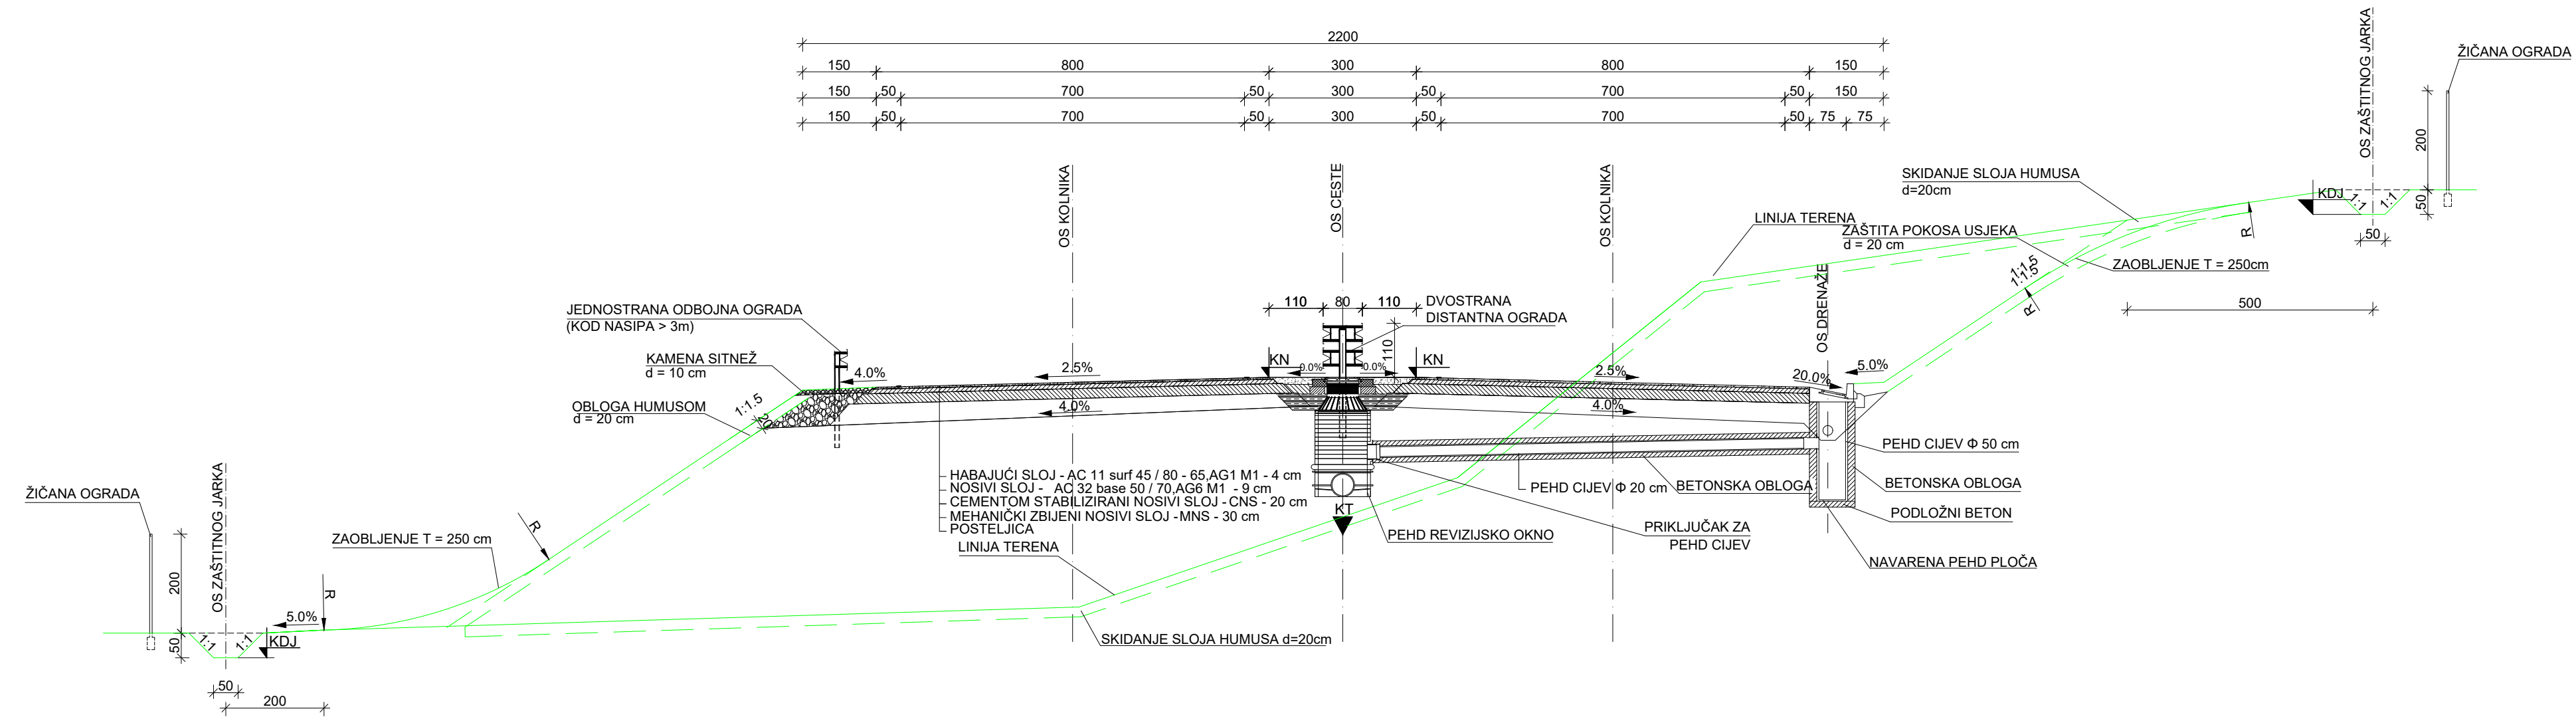 2200
150 800 300 800 150
150 50 700 50 300 50 700 50 150
150 50 700 50 300 50 700 50 75 75
OS ZAŠTITNOG JARKA
ŽIČANA OGRADA
200
50
KDJ
1:1 1:1
50
500
OS KOLNIKA
OS CESTE
OS KOLNIKA
SKIDANJE SLOJA HUMUSA
d=20cm
LINIJA TERENA
ZAŠTITA POKOSA USJEKA
d = 20 cm
R
ZAOBLJENJE T = 250cm
1:1.5
1:1.5
R
OS DRENAŽE
JEDNOSTRANA ODBOJNA OGRADA
(KOD NASIPA > 3m)
110 80 110
DVOSTRANA
DISTANTNA OGRADA
110
KAMENA SITNEŽ
d = 10 cm
4.0%
2.5%
KN
0.0%
0.0%
KN
2.5%
20.0%
5.0%
OBLOGA HUMUSOM
d = 20 cm
1:1.5
20
4.0%
4.0%
PEHD CIJEV Φ 50 cm
HABAJUĆI SLOJ - AC 11 surf 45 / 80 - 65,AG1 M1 - 4 cm
NOSIVI SLOJ - AC 32 base 50 / 70,AG6 M1 - 9 cm
CEMENTOM STABILIZIRANI NOSIVI SLOJ - CNS - 20 cm
MEHANIČKI ZBIJENI NOSIVI SLOJ - MNS - 30 cm
POSTELJICA
PEHD CIJEV Φ 20 cm
BETONSKA OBLOGA
BETONSKA OBLOGA
KT
PODLOŽNI BETON
PRIKLJUČAK ZA
PEHD CIJEV
PEHD REVIZIJSKO OKNO
NAVARENA PEHD PLOČA
LINIJA TERENA
SKIDANJE SLOJA HUMUSA d=20cm
ŽIČANA OGRADA
OS ZAŠTITNOG JARKA
ZAOBLJENJE T = 250 cm
R
R
200
50
5.0%
1:1 1:1
KDJ
50
200